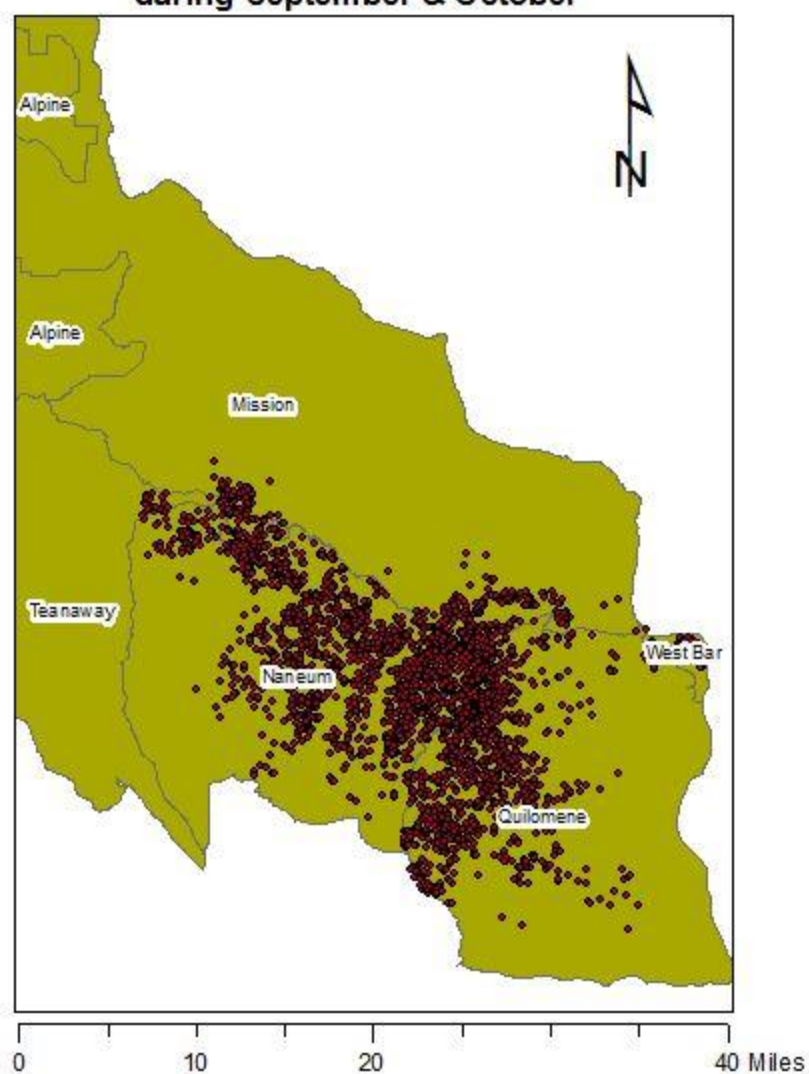 during September & October
N
Alpine
Alpine
Mission
Teanaway
West Bar
Naneum
Quilomene
0 10 20 40 Miles